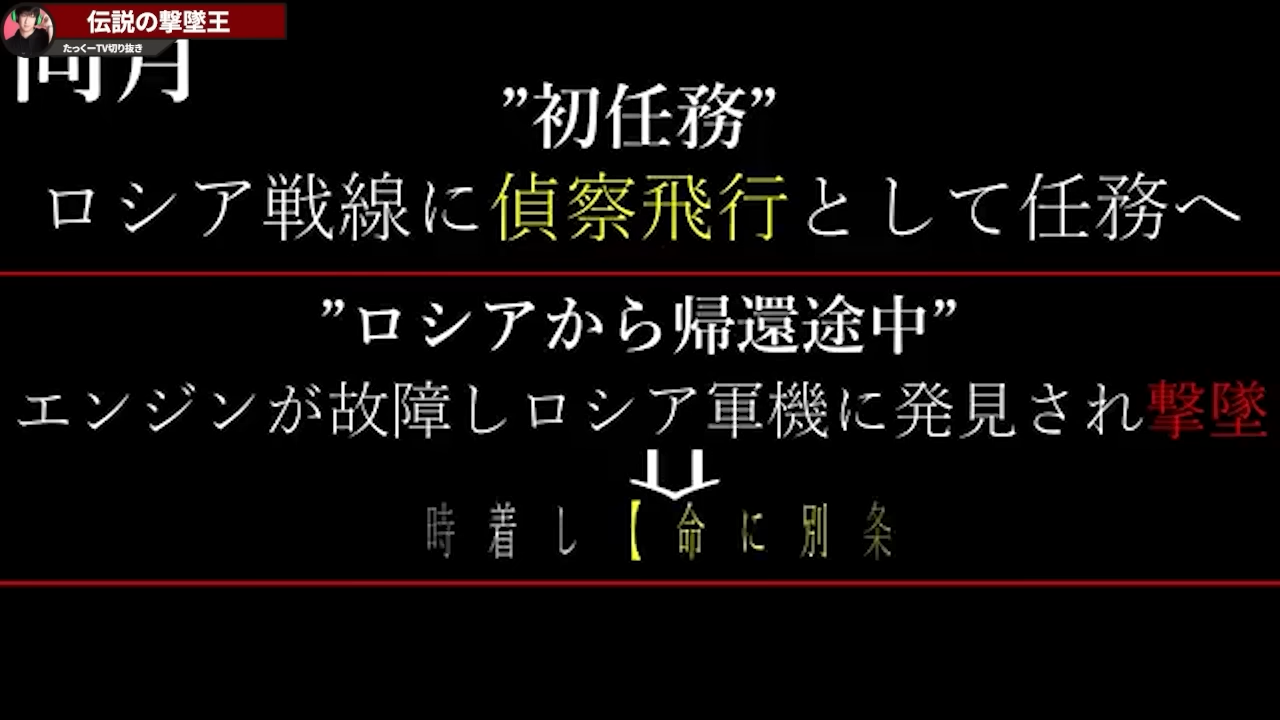 伝説の撃墜王
たっくーTV切り抜き
同月
”初任務”
ロシア戦線に偵察飛行として任務へ
”ロシアから帰還途中”
エンジンが故障しロシア軍機に発見され撃墜
時着し【命に別条